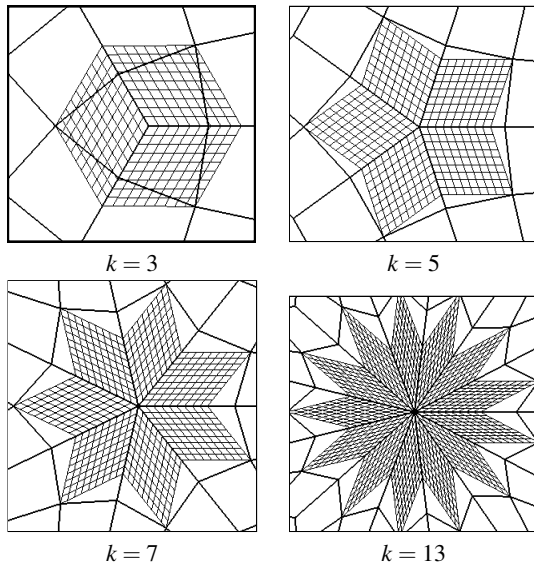 k = 3
k = 5
k = 7
k = 13